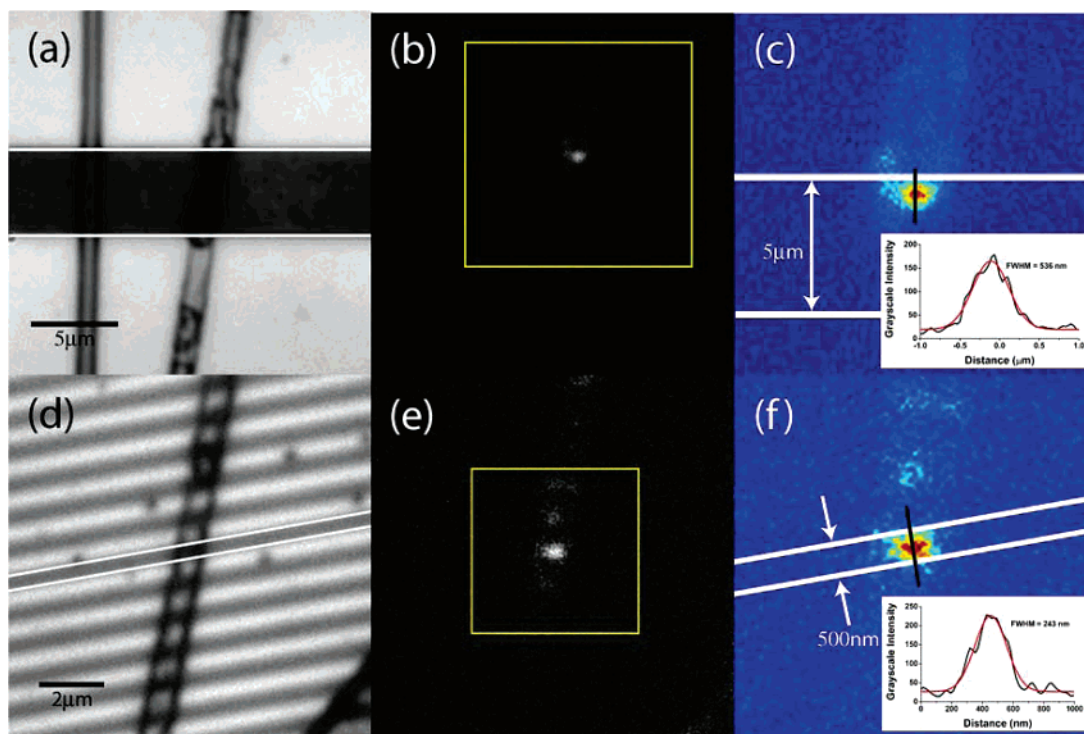 (a)
5μm
(b)
(c)
5μm
200
150
100
50
0
Grayscale Intensity
FWHM = 536 nm
-1.0 -0.5 0.0 0.5 1.0
Distance (μm)
(d)
2μm
(e)
(f)
500nm
250
200
150
100
50
0
Grayscale Intensity
FWHM = 243 nm
0 200 400 600 800 1000
Distance (nm)